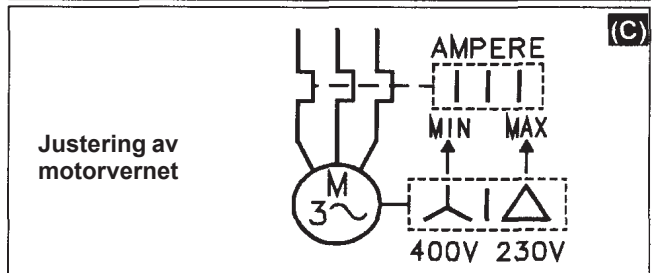 (C)
AMPERE
MIN MAX
Justering av
motorvernet
M
3~
400V 230V